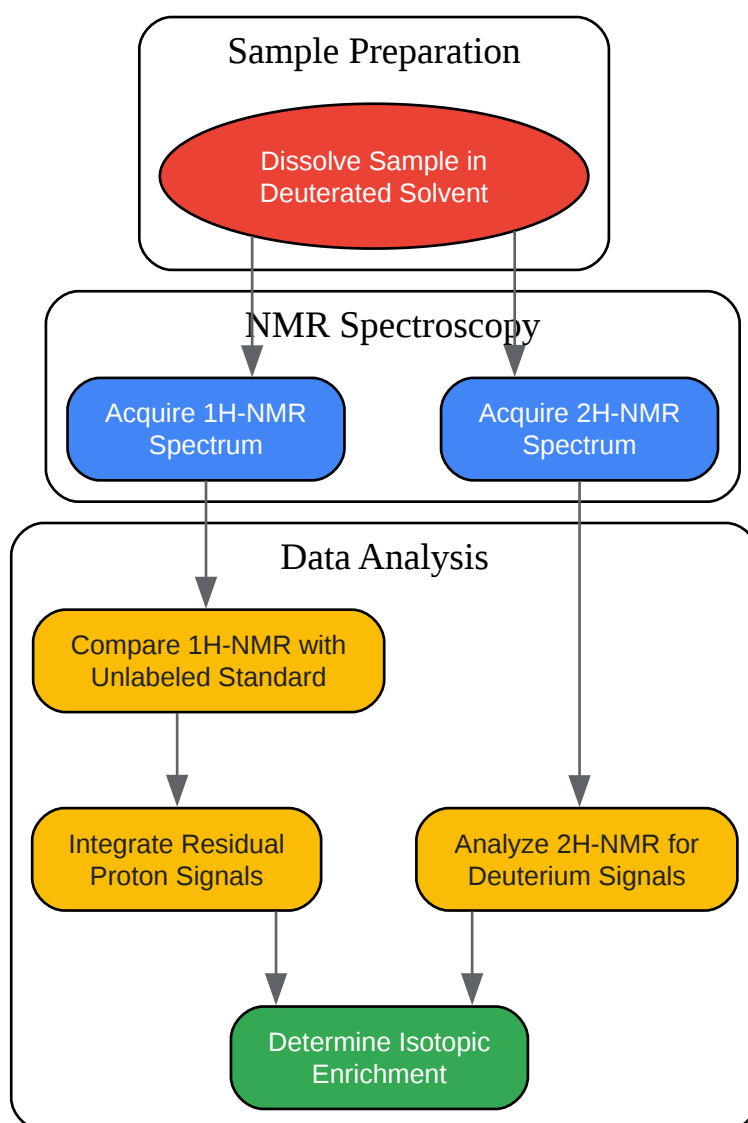 Sample Preparation
Dissolve Sample in
Deuterated Solvent
NMR Spectroscopy
Acquire 1H-NMR
Spectrum
Acquire 2H-NMR
Spectrum
Data Analysis
Compare 1H-NMR with
Unlabeled Standard
Integrate Residual
Proton Signals
Analyze 2H-NMR for
Deuterium Signals
Determine Isotopic
Enrichment